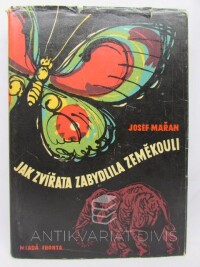 JOSEF MAŘAN
JAK ZVÍŘATA ZABYDLILA ZEMĚKOULI
MLADÁ FRONTA
ANTIKVARIÁT DIVIŠ